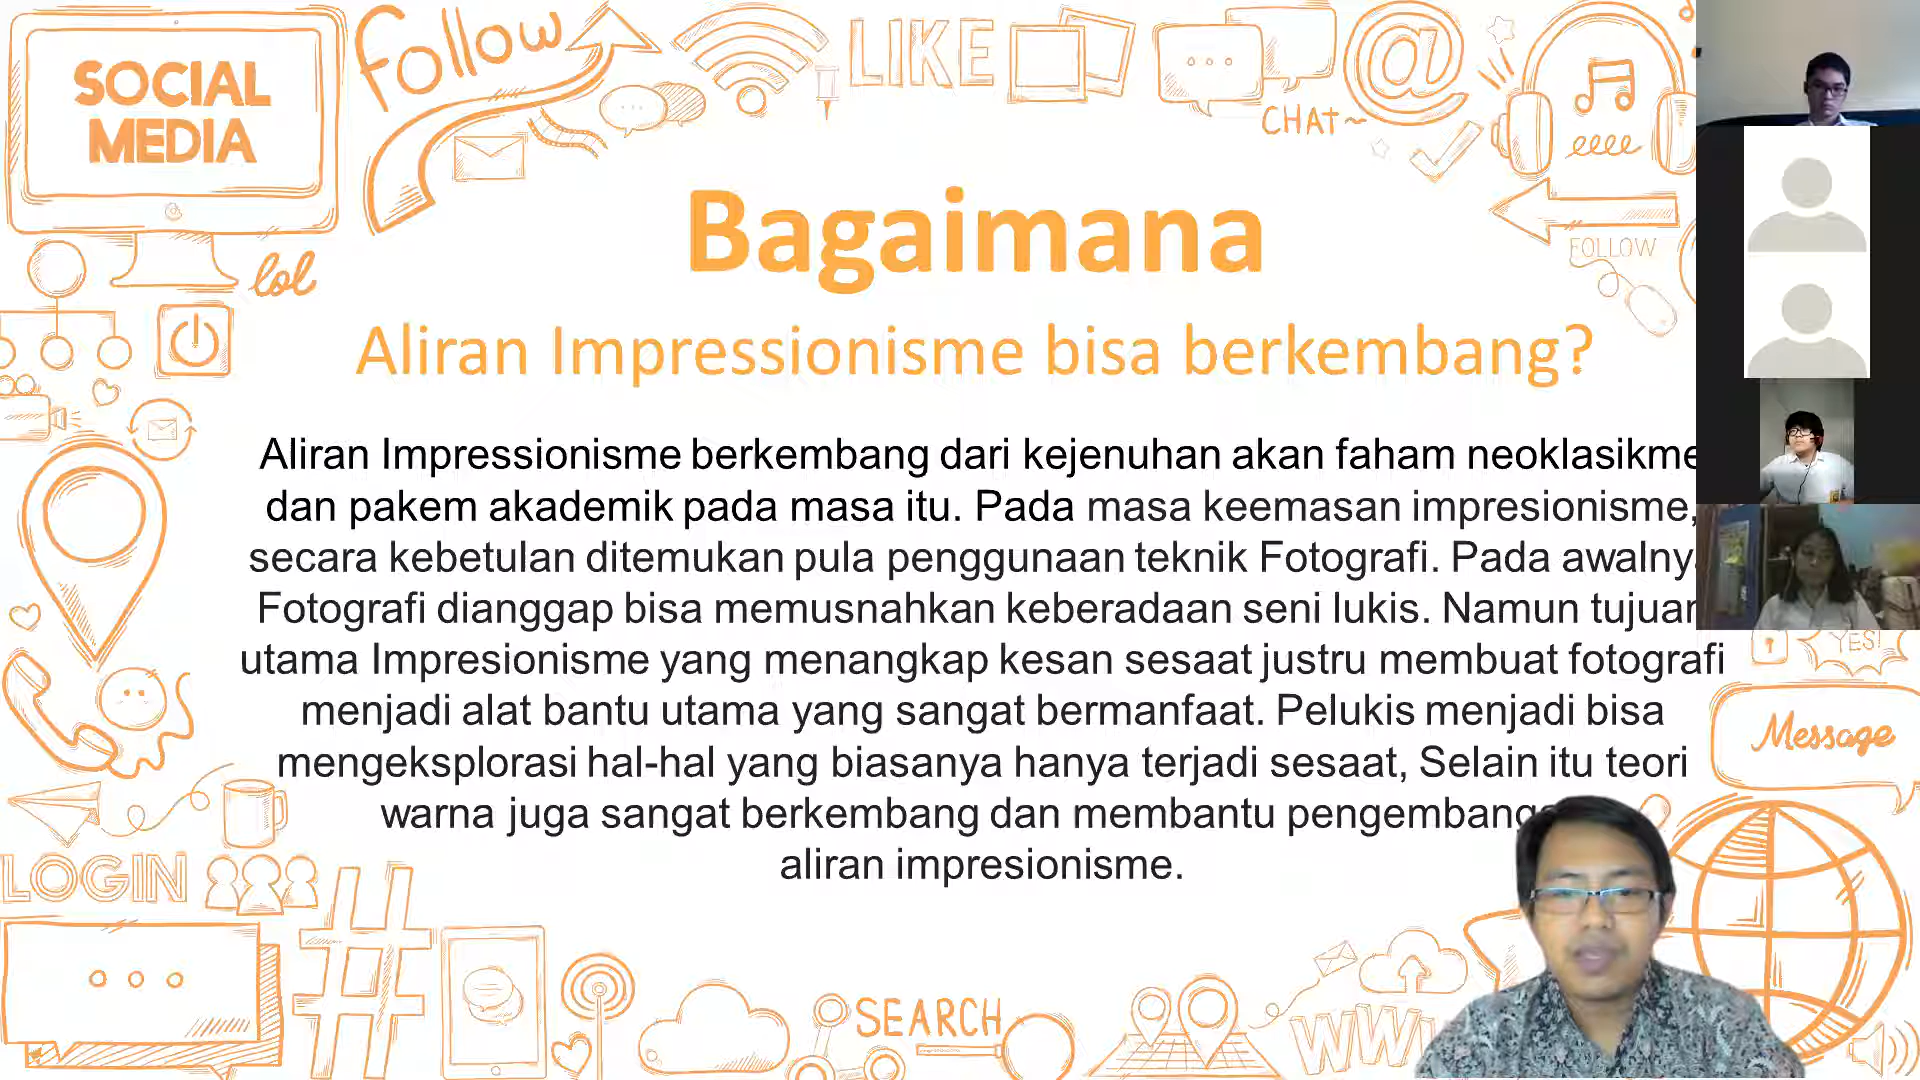 SOCIAL
MEDIA
Follow
LIKE
CHAT
FOLLOW
lol
Bagaimana
Aliran Impressionisme bisa berkembang?
Aliran Impressionisme berkembang dari kejenuhan akan faham neoklasikme
dan pakem akademik pada masa itu. Pada masa keemasan impresionisme,
secara kebetulan ditemukan pula penggunaan teknik Fotografi. Pada
Fotografi dianggap bisa memusnahkan keberadaan seni lukis. Namun
utama Impresionisme yang menangkap kesan sesaat justru membuat fotografi
menjadi alat bantu utama yang sangat bermanfaat. Pelukis menjadi bisa
mengeksplorasi hal-hal yang biasanya hanya terjadi sesaat, Selain itu teori
warna juga sangat berkembang dan membantu
aliran impresionisme.
YES!
Message
LOGIN
SEARCH
WWW